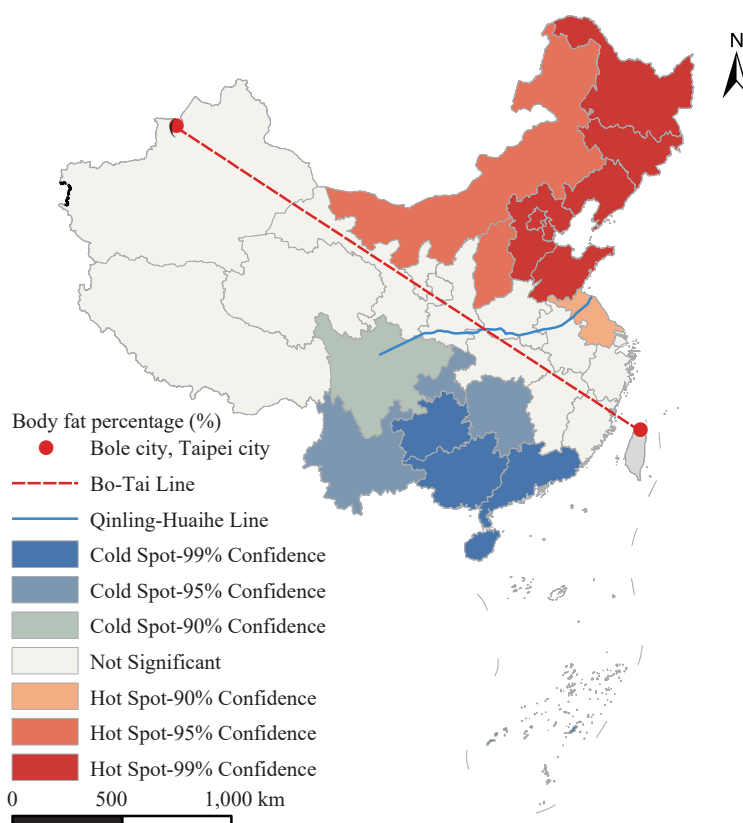 N
Body fat percentage (%)
Bole city, Taipei city
Bo-Tai Line
Qinling-Huaihe Line
Cold Spot-99% Confidence
Cold Spot-95% Confidence
Cold Spot-90% Confidence
Not Significant
Hot Spot-90% Confidence
Hot Spot-95% Confidence
Hot Spot-99% Confidence
0 500 1,000 km